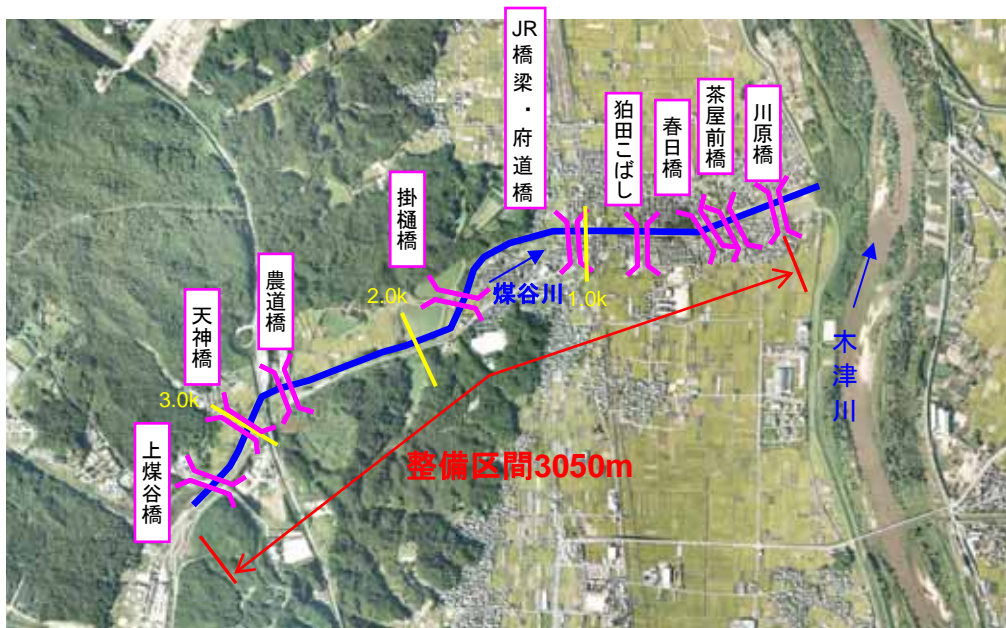 JR橋梁・府道橋
狛田こばし
春日橋
茶屋前橋
川原橋
掛樋橋
農道橋
天神橋
上煤谷橋
2.0k
煤谷川
1.0k
3.0k
木津川
整備区間3050m